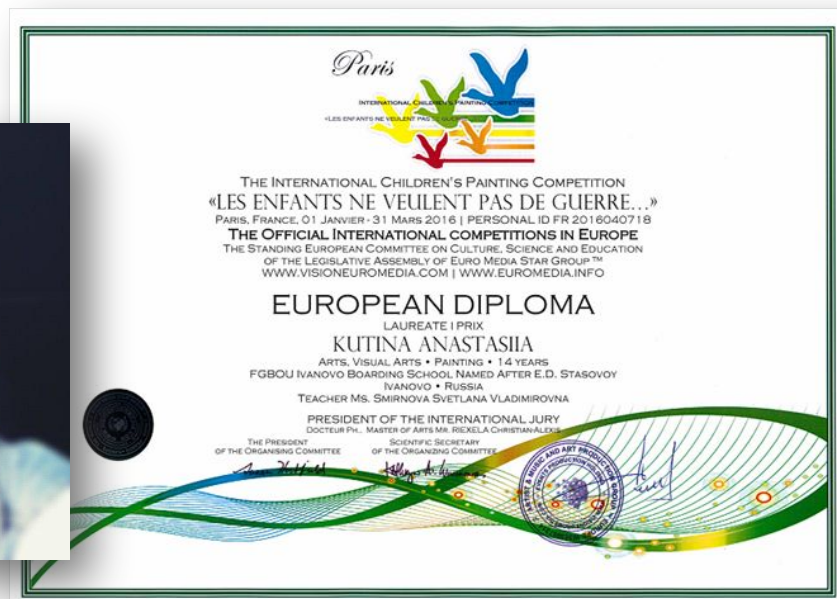 Paris
INTERNATIONAL CHILDREN'S PAINTING COMPETITION
«LES ENFANTS NE VEULENT PAS DE GUERRE
THE INTERNATIONAL CHILDREN'S PAINTING COMPETITION
«LES ENFANTS NE VEULENT PAS DE GUERRE...»
PARIS, FRANCE, 01 JANVIER - 31 MARS 2016 | PERSONAL ID FR 2016040718
THE OFFICIAL INTERNATIONAL COMPETITIONS IN EUROPE
THE STANDING EUROPEAN COMMITTEE ON CULTURE, SCIENCE AND EDUCATION
OF THE LEGISLATIVE ASSEMBLY OF EURO MEDIA STAR GROUP ™
WWW.VISIONEUROMEDIA.COM | WWW.EUROMEDIA.INFO
EUROPEAN DIPLOMA
LAUREATE I PRIX
KUTINA ANASTASIIA
ARTS, VISUAL ARTS • PAINTING • 14 YEARS
FGBOU IVANOVO BOARDING SCHOOL NAMED AFTER E.D. STASOVOY
IVANOVO • RUSSIA
TEACHER MS. SMIRNOVA SVETLANA VLADIMIROVNA
PRESIDENT OF THE INTERNATIONAL JURY
DOCTEUR PH., MASTER OF ARTS MR. RIEXELA CHRISTIAN-ALEXIS
THE PRESIDENT
OF THE ORGANISING COMMITTEE
SCIENTIFIC SECRETARY
OF THE ORGANIZING COMMITTEE